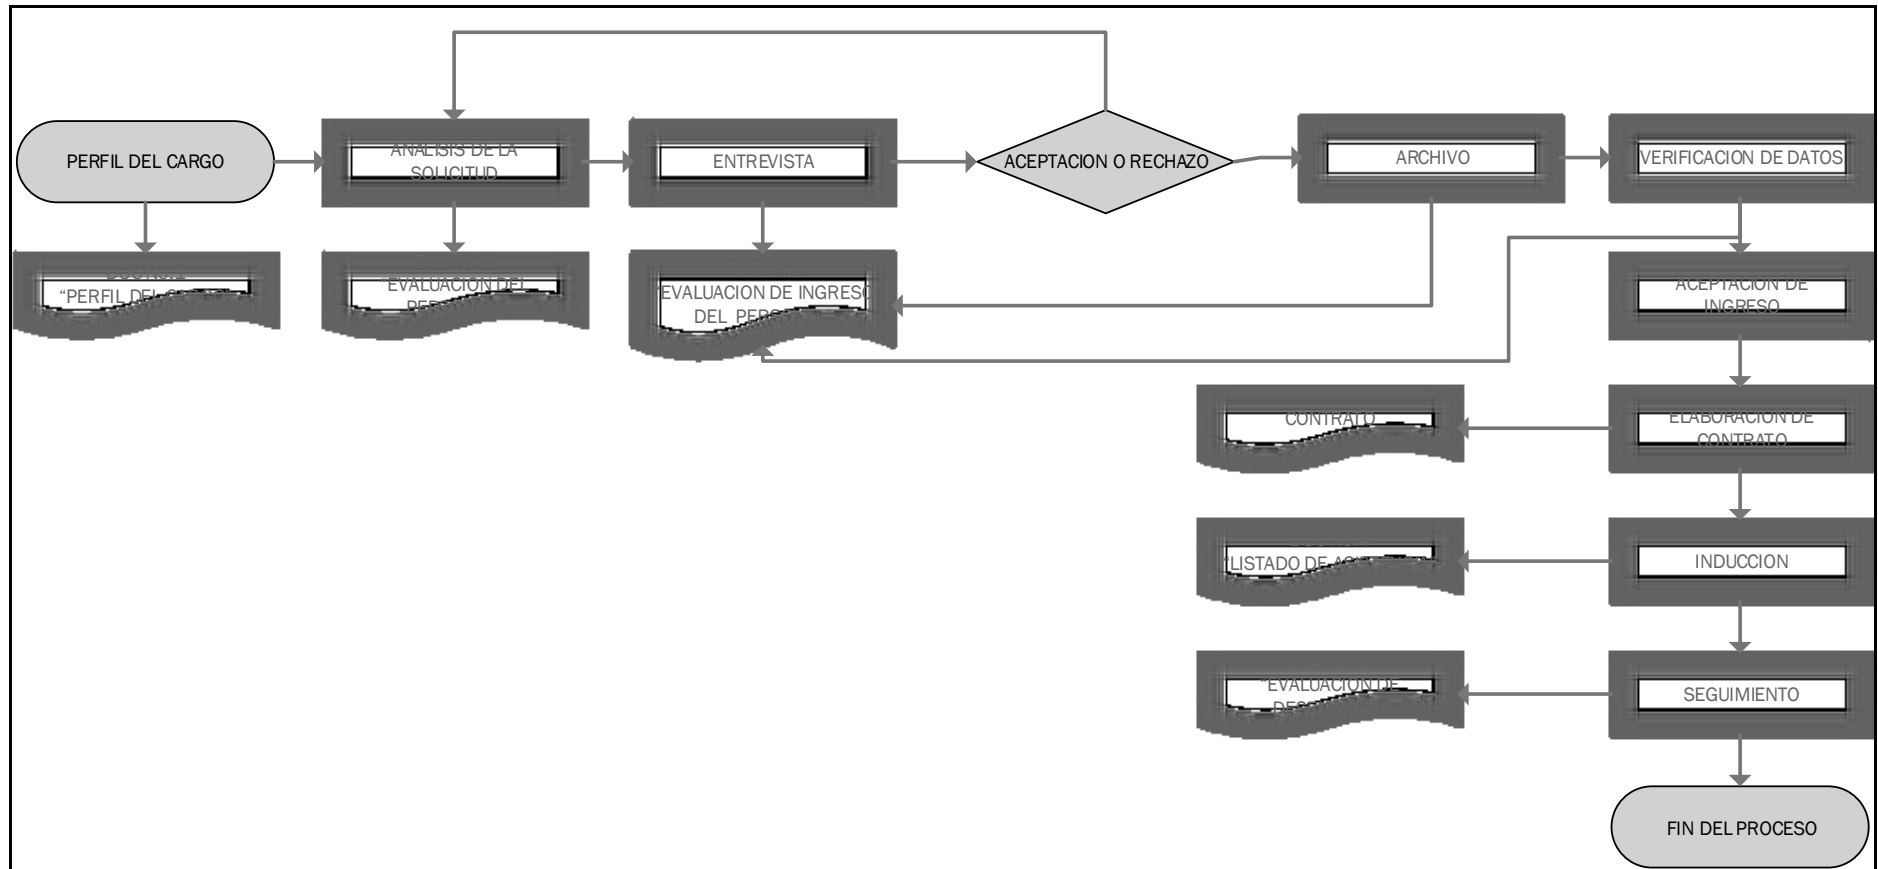 PERFIL DEL CARGO
ANALISIS DE LA
SOLICITUD
ENTREVISTA
ACEPTACION O RECHAZO
ARCHIVO
VERIFICACION DE DATOS
“PERFIL DEL
“EVALUACION DEL
“EVALUACION DE INGRESO
DEL
ACEPTACION DE
INGRESO
CONTRATO
ELABORACION DE
CONTRATO
“LISTADO DE
INDUCCION
“EVALUACION DE
SEGUIMIENTO
FIN DEL PROCESO